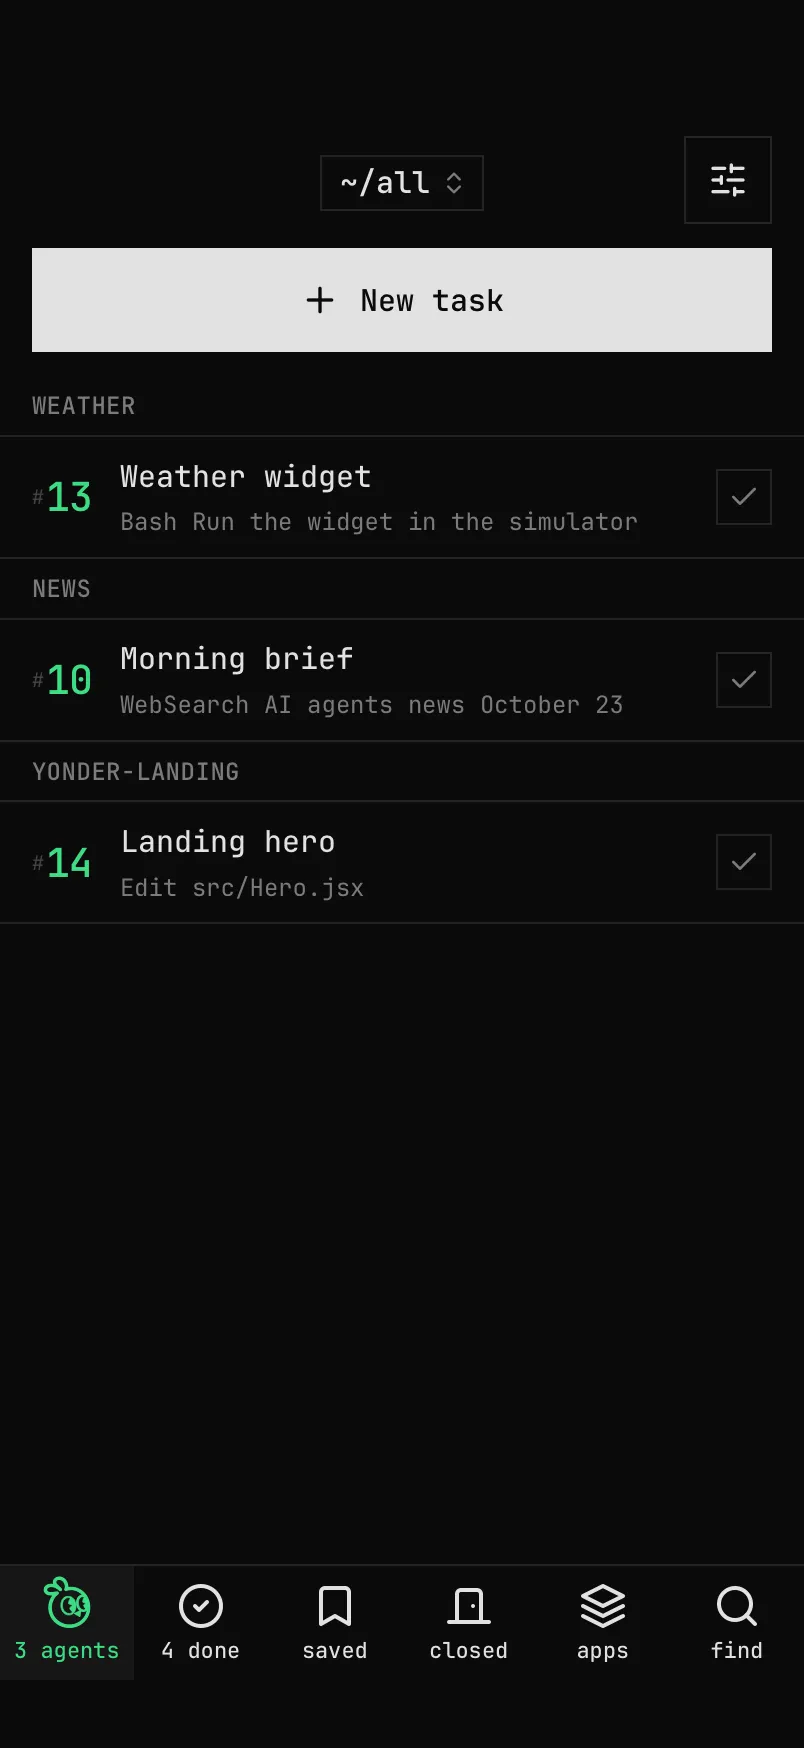 ~/all
+ New task
WEATHER
#13
Weather widget
Bash Run the widget in the simulator
NEWS
#10
Morning brief
WebSearch AI agents news October 23
YONDER-LANDING
#14
Landing hero
Edit src/Hero.jsx
3 agents
4 done
saved
closed
apps
find